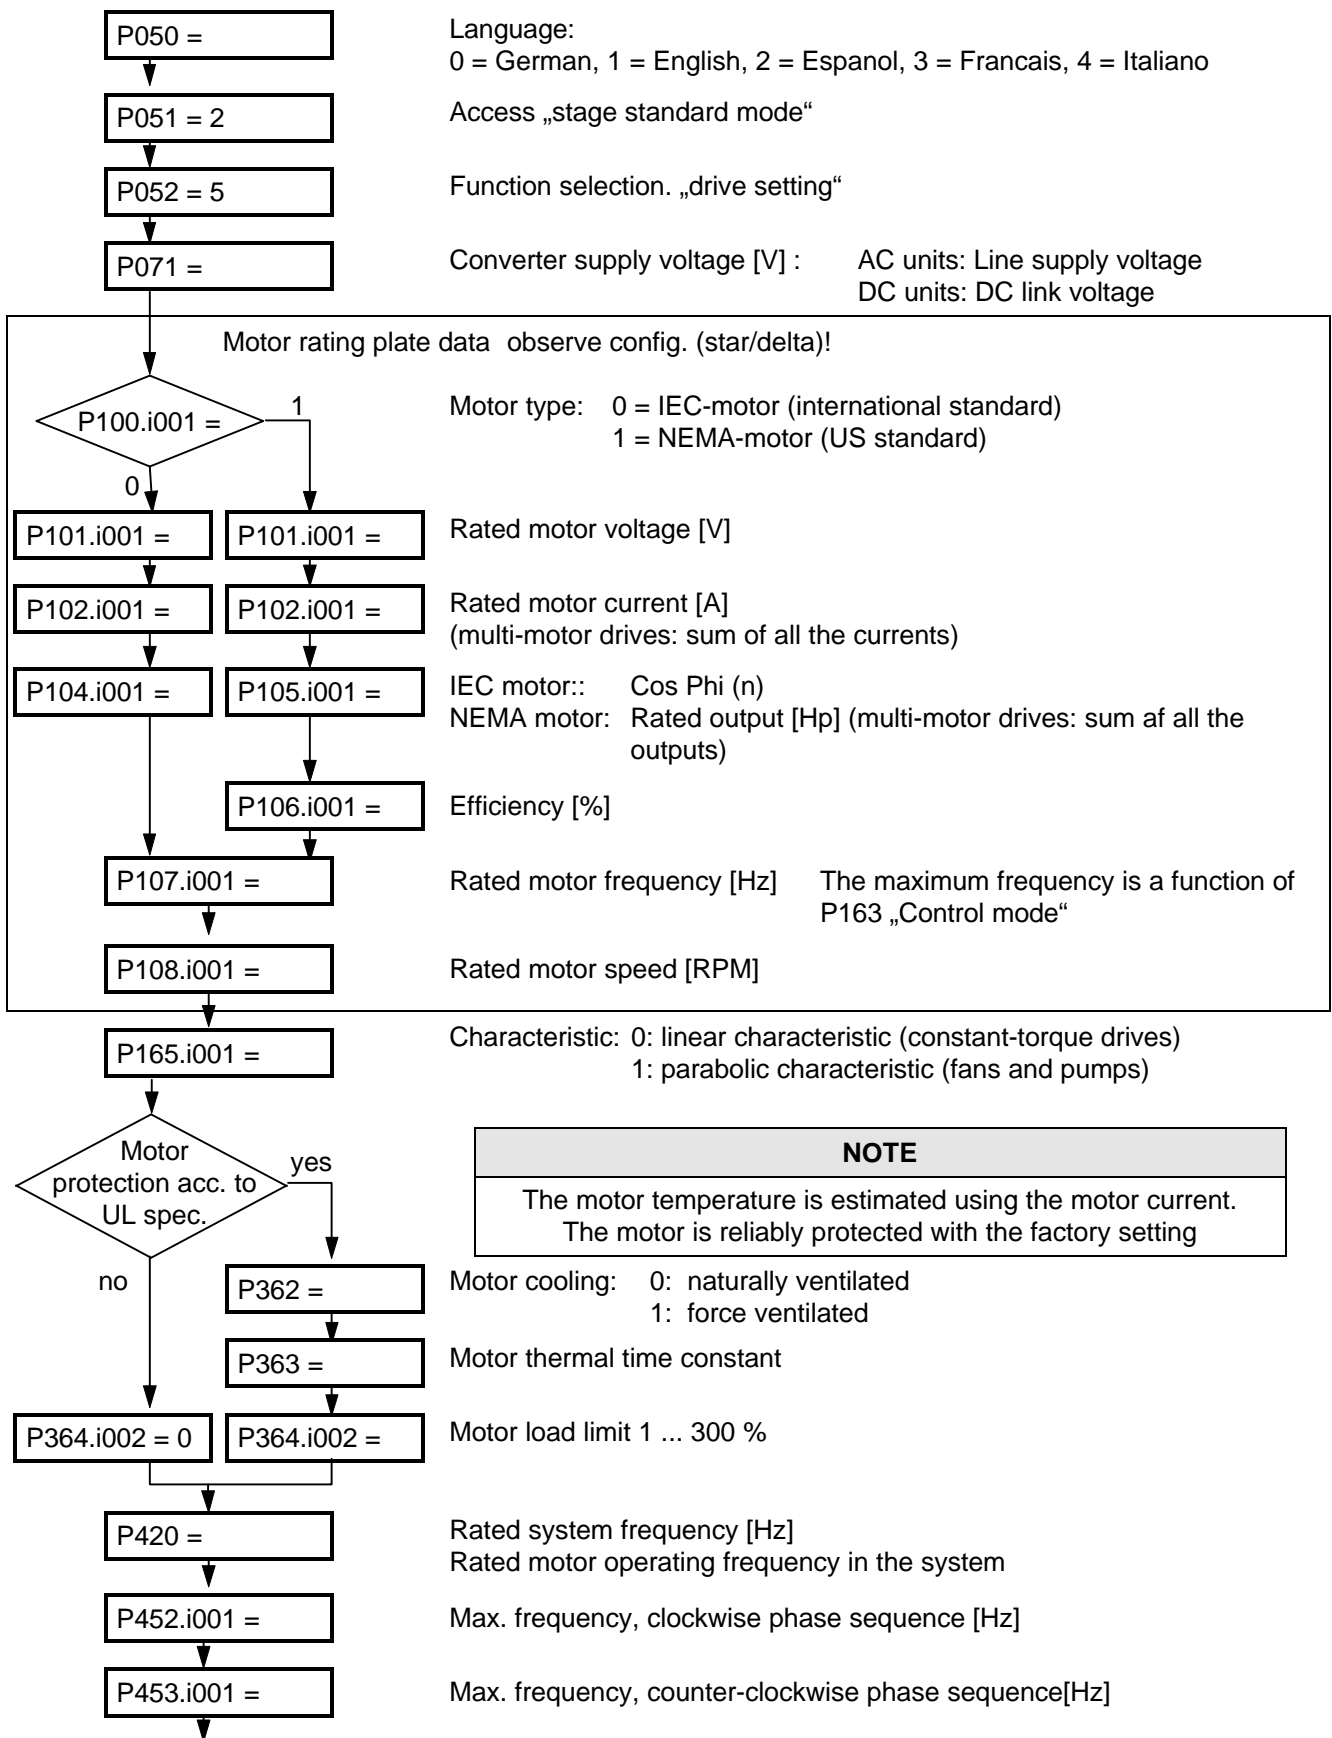 P050 =
Language:
0 = German, 1 = English, 2 = Espanol, 3 = Francais, 4 = Italiano
P051 = 2
Access „stage standard mode“
P052 = 5
Function selection. „drive setting“
P071 =
Converter supply voltage [V] : AC units: Line supply voltage
DC units: DC link voltage
Motor rating plate data observe config. (star/delta)!
P100.i001 =
1
0
Motor type: 0 = IEC-motor (international standard)
1 = NEMA-motor (US standard)
P101.i001 =
P101.i001 =
Rated motor voltage [V]
P102.i001 =
P102.i001 =
Rated motor current [A]
(multi-motor drives: sum of all the currents)
P104.i001 =
P105.i001 =
IEC motor:: Cos Phi (n)
NEMA motor: Rated output [Hp] (multi-motor drives: sum af all the
outputs)
P106.i001 =
Efficiency [%]
P107.i001 =
Rated motor frequency [Hz] The maximum frequency is a function of
P163 „Control mode“
P108.i001 =
Rated motor speed [RPM]
P165.i001 =
Characteristic: 0: linear characteristic (constant-torque drives)
1: parabolic characteristic (fans and pumps)
Motor
protection acc. to
UL spec.
yes
no
NOTE
The motor temperature is estimated using the motor current.
The motor is reliably protected with the factory setting
P362 =
Motor cooling: 0: naturally ventilated
1: force ventilated
P363 =
Motor thermal time constant
P364.i002 = 0
P364.i002 =
Motor load limit 1 ... 300 %
P420 =
Rated system frequency [Hz]
Rated motor operating frequency in the system
P452.i001 =
Max. frequency, clockwise phase sequence [Hz]
P453.i001 =
Max. frequency, counter-clockwise phase sequence[Hz]